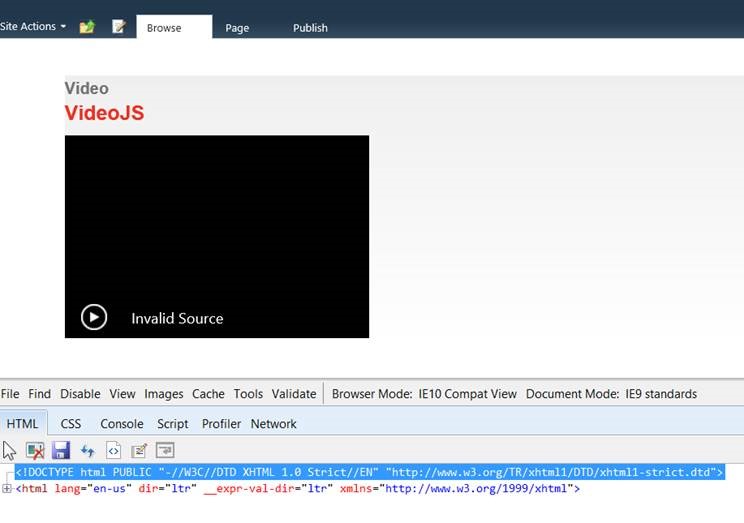 Site Actions Browse Page Publish
Video
VideoJS
Invalid Source
File Find Disable View Images Cache Tools Validate Browser Mode: IE10 Compat View Document Mode: IE9 standards
HTML CSS Console Script Profiler Network
<!DOCTYPE html PUBLIC "-//W3C//DTD XHTML 1.0 Strict//EN" "http://www.w3.org/TR/xhtml1/DTD/xhtml1-strict.dtd">
<html lang="en-us" dir="ltr" __expr-val-dir="ltr" xmlns="http://www.w3.org/1999/xhtml">